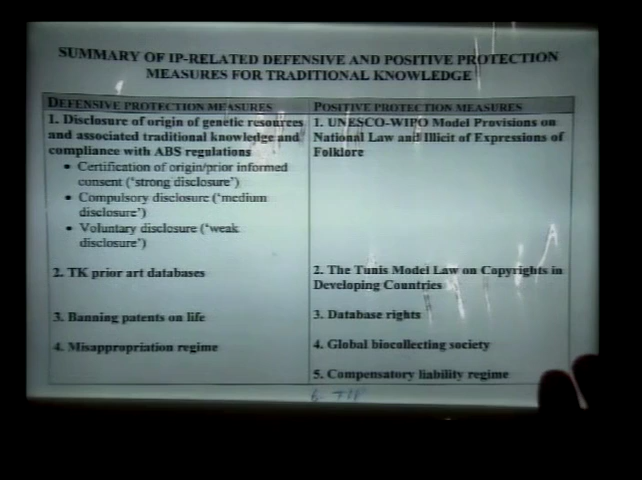 SUMMARY OF IP-RELATED DEFENSIVE AND POSITIVE PROTECTION
MEASURES FOR TRADITIONAL KNOWLEDGE
DEFENSIVE PROTECTION MEASURES
1. Disclosure of origin of genetic resources
and associated traditional knowledge and
compliance with ABS regulations
• Certification of origin/prior informed
consent ("strong disclosure')
• Compulsory disclosure ("medium
disclosure')
• Voluntary disclosure ("weak
disclosure')
2. TK prior art databases
3. Banning patents on life
4. Misappropriation regime
POSITIVE PROTECTION MEASURES
1. UNESCO-WIPO Model Provisions on
National Law and Illicit of Expressions of
Folklore
2. The Tunis Model Law on Copyrights in
Developing Countries
3. Database rights
4. Global biocollecting society
5. Compensatory liability regime
6.